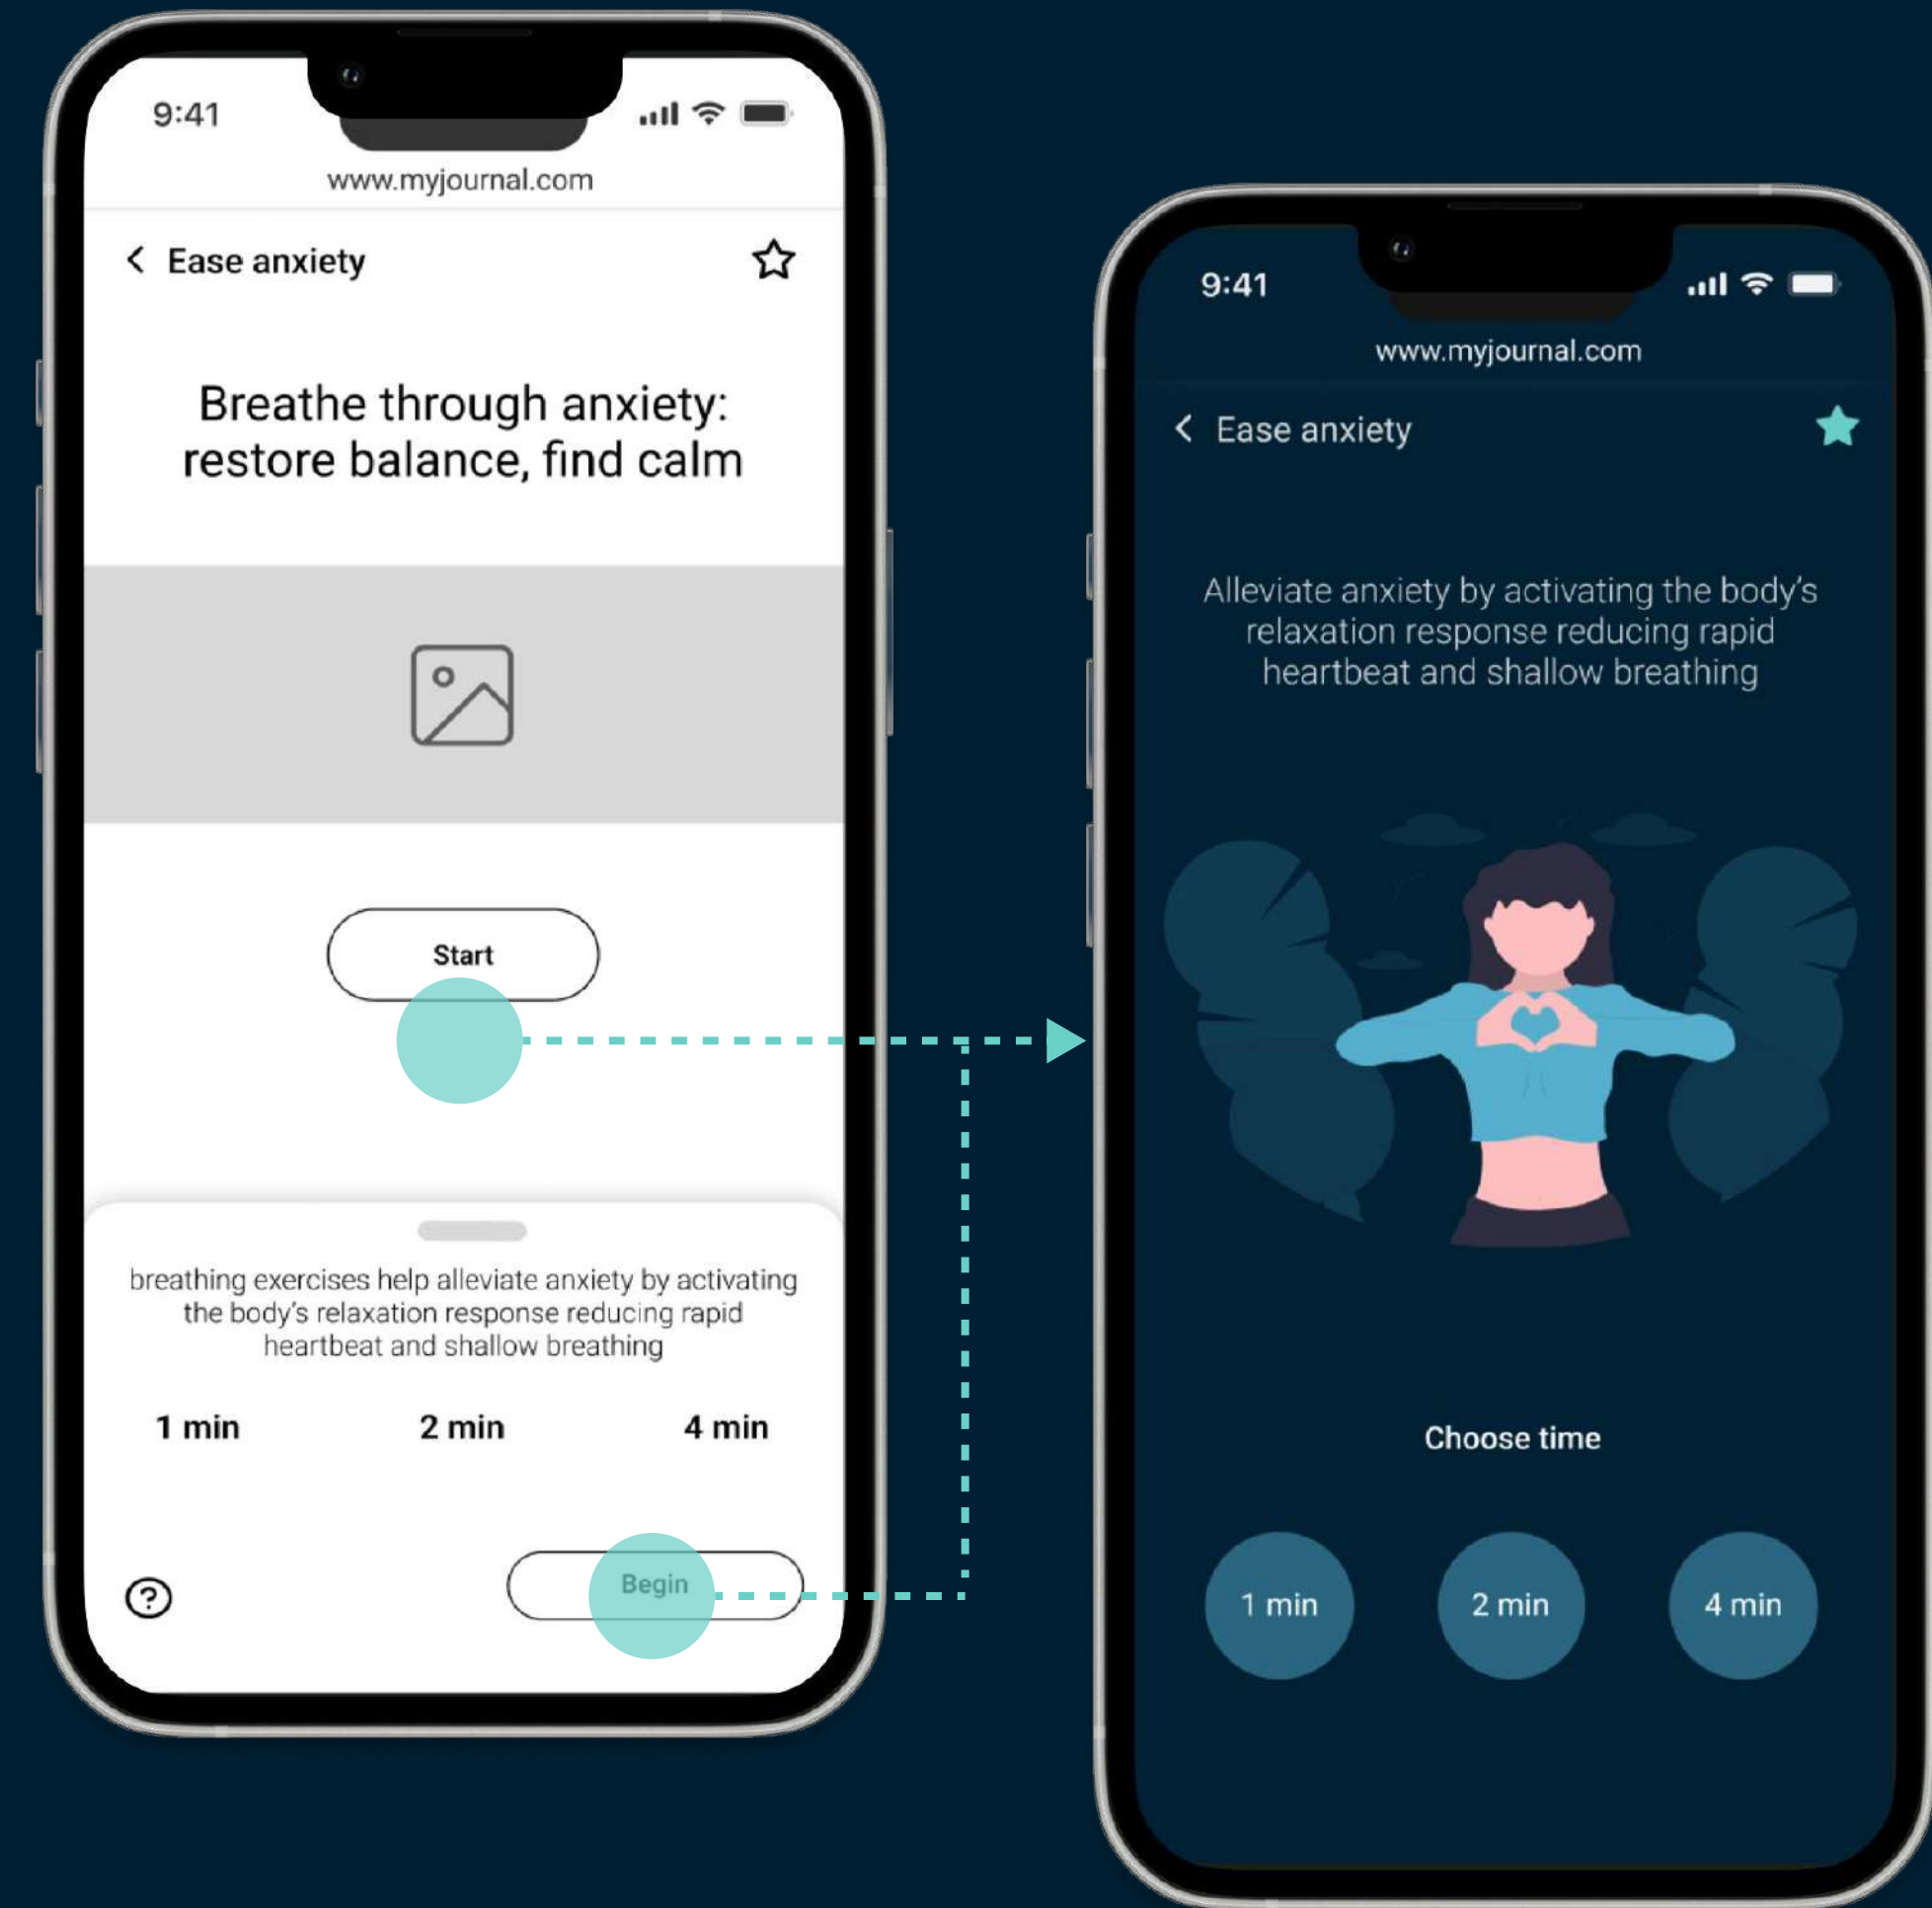 9:41
www.myjournal.com
Ease anxiety
Breathe through anxiety:
restore balance, find calm
Start
breathing exercises help alleviate anxiety by activating
the body's relaxation response reducing rapid
heartbeat and shallow breathing
1 min 2 min 4 min
Begin
9:41
www.myjournal.com
Ease anxiety
Alleviate anxiety by activating the body's
relaxation response reducing rapid
heartbeat and shallow breathing
Choose time
1 min 2 min 4 min